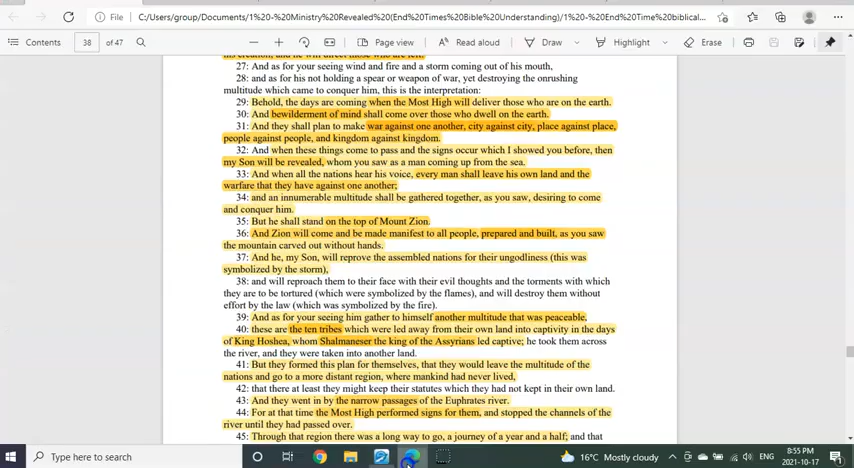 File
C:/Users/group/Documents/1%20-%20Ministry%20Revealed%20(End%20Times%20Bible%20Understanding)/1%20-%20End%20Time%20biblical...
Contents
38 of 47
Page view
Read aloud
Draw
Highlight
Erase
his creation, and he will direct those who are left.
27: And as for your seeing wind and fire and a storm coming out of his mouth,
28: and as for his not holding a spear or weapon of war, yet destroying the onrushing
multitude which came to conquer him, this is the interpretation:
29: Behold, the days are coming when the Most High will deliver those who are on the earth.
30: And bewilderment of mind shall come over those who dwell on the earth.
31: And they shall plan to make war against one another, city against city, place against place,
people against people, and kingdom against kingdom.
32: And when these things come to pass and the signs occur which I showed you before, then
my Son will be revealed, whom you saw as a man coming up from the sea.
33: And when all the nations hear his voice, every man shall leave his own land and the
warfare that they have against one another;
34: and an innumerable multitude shall be gathered together, as you saw, desiring to come
and conquer him.
35: But he shall stand on the top of Mount Zion.
36: And Zion will come and be made manifest to all people, prepared and built, as you saw
the mountain carved out without hands.
37: And he, my Son, will reprove the assembled nations for their ungodliness (this was
symbolized by the storm),
38: and will reproach them to their face with their evil thoughts and the torments with which
they are to be tortured (which were symbolized by the flames), and will destroy them without
effort by the law (which was symbolized by the fire).
39: And as for your seeing him gather to himself another multitude that was peaceable,
40: these are the ten tribes which were led away from their own land into captivity in the days
of King Hoshea, whom Shalmaneser the king of the Assyrians led captive; he took them across
the river, and they were taken into another land.
41: But they formed this plan for themselves, that they would leave the multitude of the
nations and go to a more distant region, where mankind had never lived,
42: that there at least they might keep their statutes which they had not kept in their own land.
43: And they went in by the narrow passages of the Euphrates river.
44: For at that time the Most High performed signs for them, and stopped the channels of the
river until they had passed over.
45: Through that region there was a long way to go, a journey of a year and a half; and that
Type here to search
16°C Mostly cloudy
ENG
8:55 PM
2021-10-17